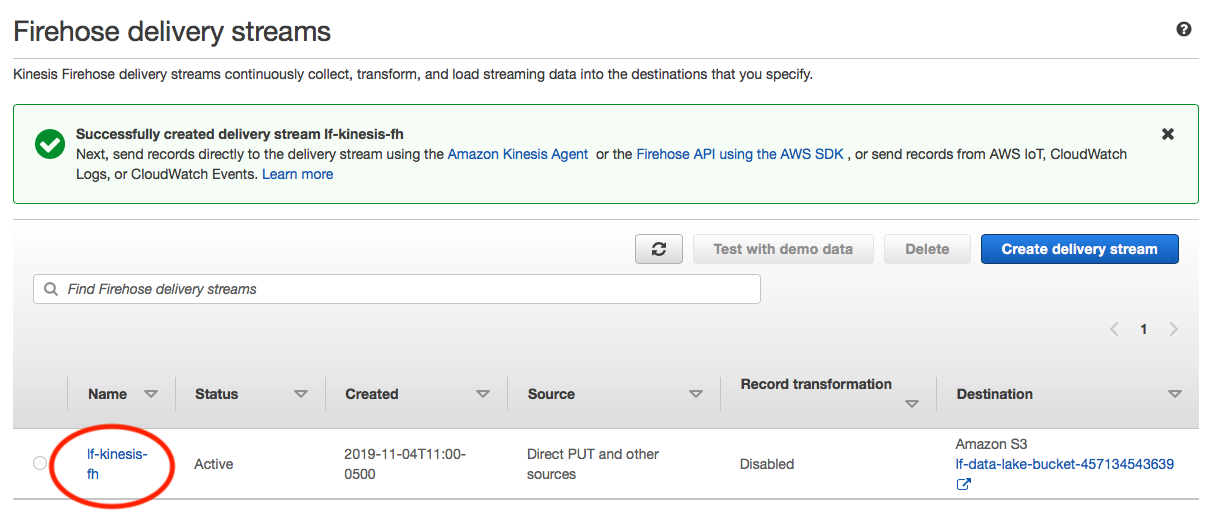 Firehose delivery streams
Kinesis Firehose delivery streams continuously collect, transform, and load streaming data into the destinations that you specify.
Successfully created delivery stream lf-kinesis-fh
Next, send records directly to the delivery stream using the Amazon Kinesis Agent or the Firehose API using the AWS SDK , or send records from AWS IoT, CloudWatch
Logs, or CloudWatch Events. Learn more
Test with demo data Delete Create delivery stream
Find Firehose delivery streams
1
Name Status Created Source Record transformation Destination
lf-kinesis-
fh
Active
2019-11-04T11:00-
0500
Direct PUT and other
sources
Disabled
Amazon S3
lf-data-lake-bucket-457134543639